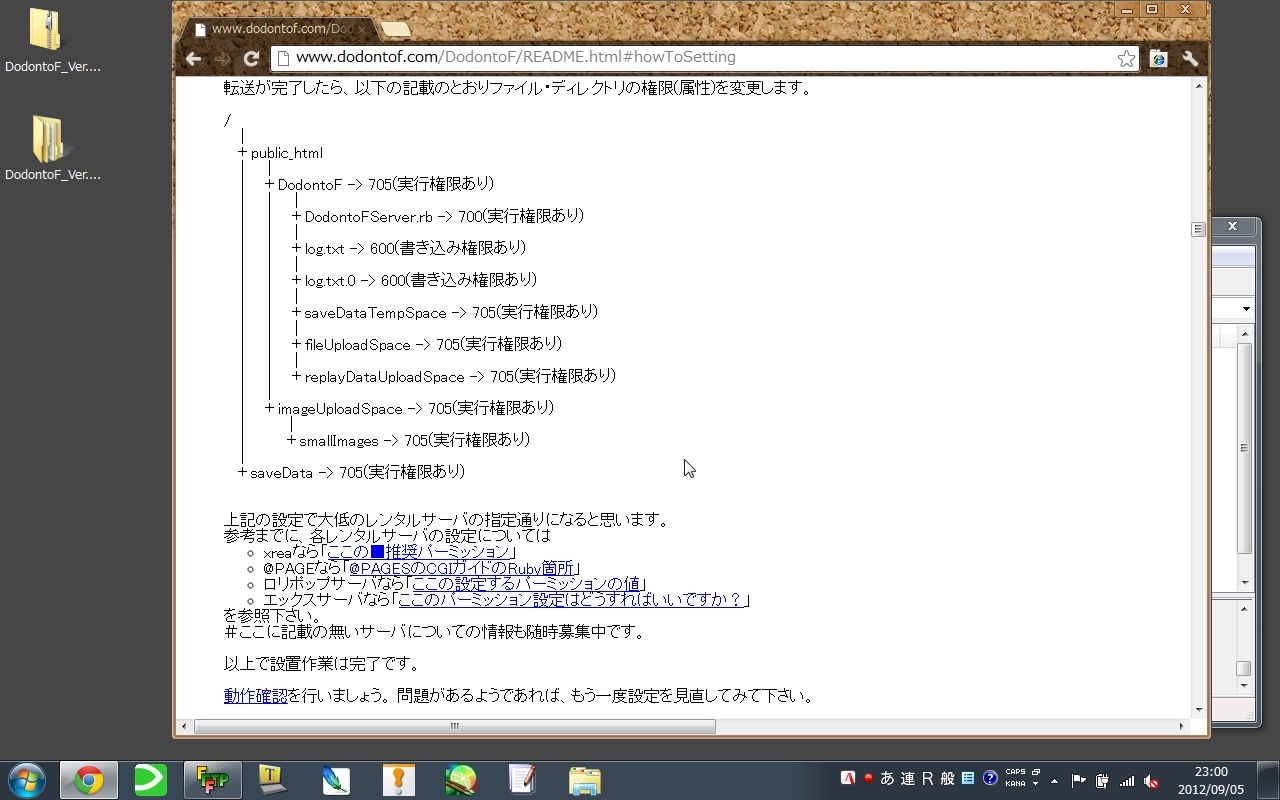 DodontoF_Ver....
DodontoF_Ver....
www.dodontof.com/Dod
www.dodontof.com/DodontoF/README.html#howToSetting
転送が完了したら、以下の記載のとおりファイル・ディレクトリの権限(属性)を変更します。
/
+ public_html
+ DodontoF -> 705(実行権限あり)
+ DodontoFServer.rb -> 700(実行権限あり)
+ log.txt -> 600(書き込み権限あり)
+ log.txt.0 -> 600(書き込み権限あり)
+ saveDataTempSpace -> 705(実行権限あり)
+ fileUploadSpace -> 705(実行権限あり)
+ replayDataUploadSpace -> 705(実行権限あり)
+ imageUploadSpace -> 705(実行権限あり)
+ smallImages -> 705(実行権限あり)
+ saveData -> 705(実行権限あり)
上記の設定で大低のレンタルサーバの指定通りになると思います。
参考までに、各レンタルサーバの設定については
xreaなら「ここの■推奨パーミッション」
@PAGEなら「@PAGESのCGIガイドのRuby箇所」
ロリポップサーバなら「ここの設定するパーミッションの値」
エックスサーバなら「ここのパーミッション設定はどうすればいいですか？」
を参照下さい。
＃ここに記載の無いサーバについての情報も随時募集中です。
以上で設置作業は完了です。
動作確認を行いましょう。問題があるようであれば、もう一度設定を見直してみて下さい。
あ 連 R 般
CAPS
KANA
23:00
2012/09/05